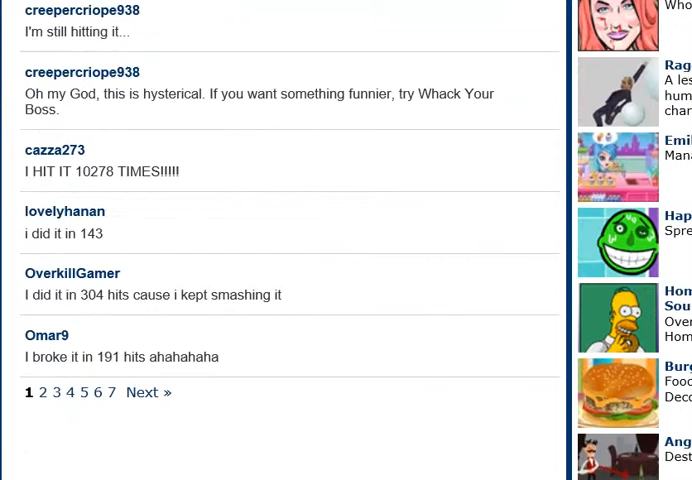 creepercriope938
I'm still hitting it...
creepercriope938
Oh my God, this is hysterical. If you want something funnier, try Whack Your
Boss.
cazza273
I HIT IT 10278 TIMES!!!!!
lovelyhanan
i did it in 143
OverkillGamer
I did it in 304 hits cause i kept smashing it
Omar9
I broke it in 191 hits ahahahaha
1 2 3 4 5 6 7 Next »
Who
Rag
A les
hum
char
Emil
Mana
Hap
Spre
Hom
Sou
Over
Hom
Burg
Food
Deco
Ang
Dest